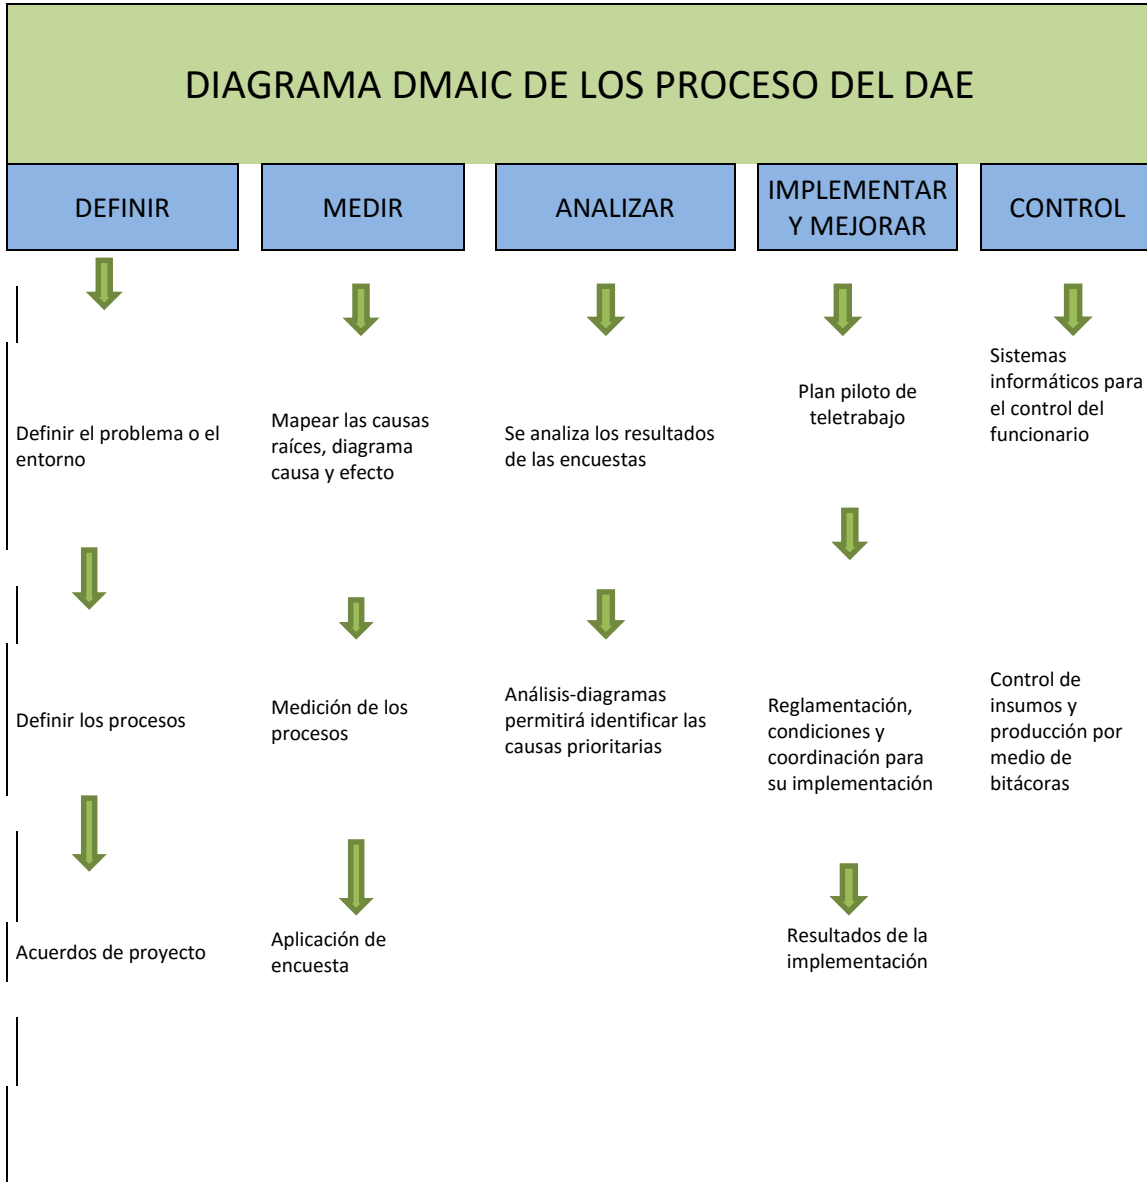 DIAGRAMA DMAIC DE LOS PROCESO DEL DAE
DEFINIR
MEDIR
ANALIZAR
IMPLEMENTAR
Y MEJORAR
CONTROL
Definir el problema o el
entorno
Mapear las causas
raíces, diagrama
causa y efecto
Se analiza los resultados
de las encuestas
Plan piloto de
teletrabajo
Sistemas
informáticos para
el control del
funcionario
Definir los procesos
Medición de los
procesos
Análisis-diagramas
permitirá identificar las
causas prioritarias
Reglamentación,
condiciones y
coordinación para
su implementación
Control de
insumos y
producción por
medio de
bitácoras
Acuerdos de proyecto
Aplicación de
encuesta
Resultados de la
implementación